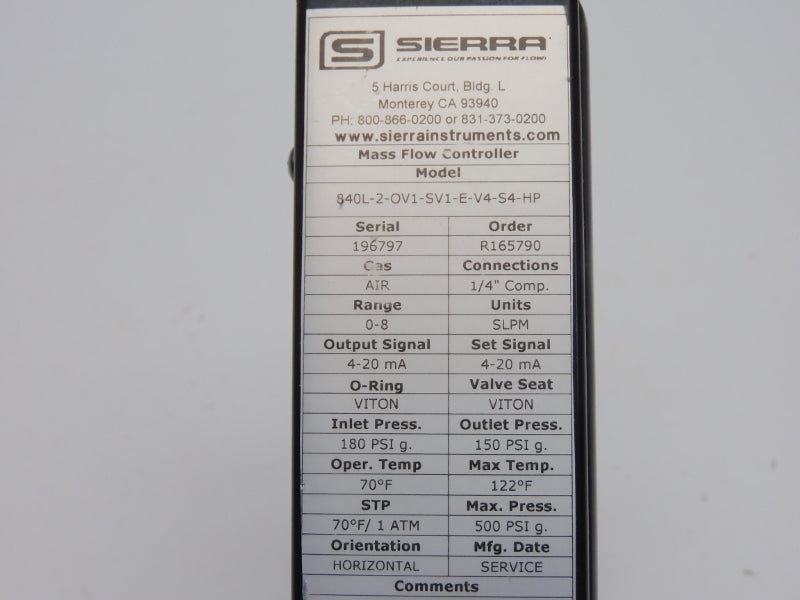 S SIERRA
EXPERIENCE OUR PASSION FOR FLOW!
5 Harris Court, Bldg. L
Monterey CA 93940
PH: 800-866-0200 or 831-373-0200
www.sierrainstruments.com
Mass Flow Controller
Model
840L-2-OV1-SV1-E-V4-S4-HP
Serial Order
196797 R165790
Gas Connections
AIR 1/4" Comp.
Range Units
0-8 SLPM
Output Signal Set Signal
4-20 mA 4-20 mA
O-Ring Valve Seat
VITON VITON
Inlet Press. Outlet Press.
180 PSI g. 150 PSI g.
Oper. Temp Max Temp.
70°F 122°F
STP Max. Press.
70°F/ 1 ATM 500 PSI g.
Orientation Mfg. Date
HORIZONTAL SERVICE
Comments